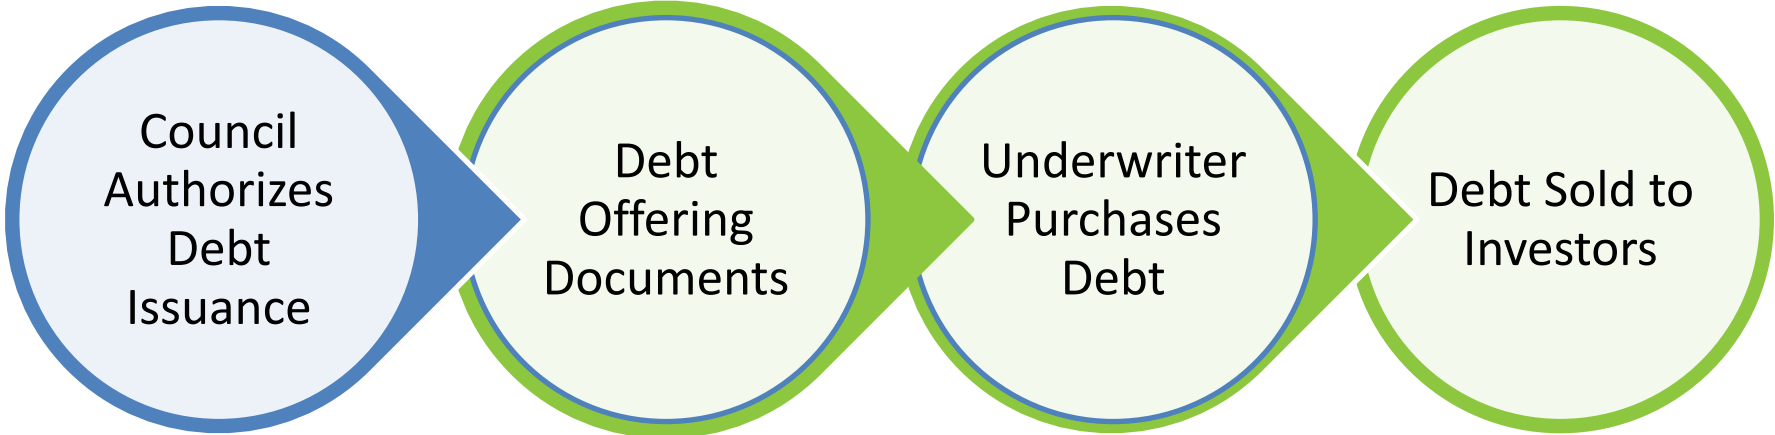 Council
Authorizes
Debt
Issuance
Debt
Offering
Documents
Underwriter
Purchases
Debt
Debt Sold to
Investors